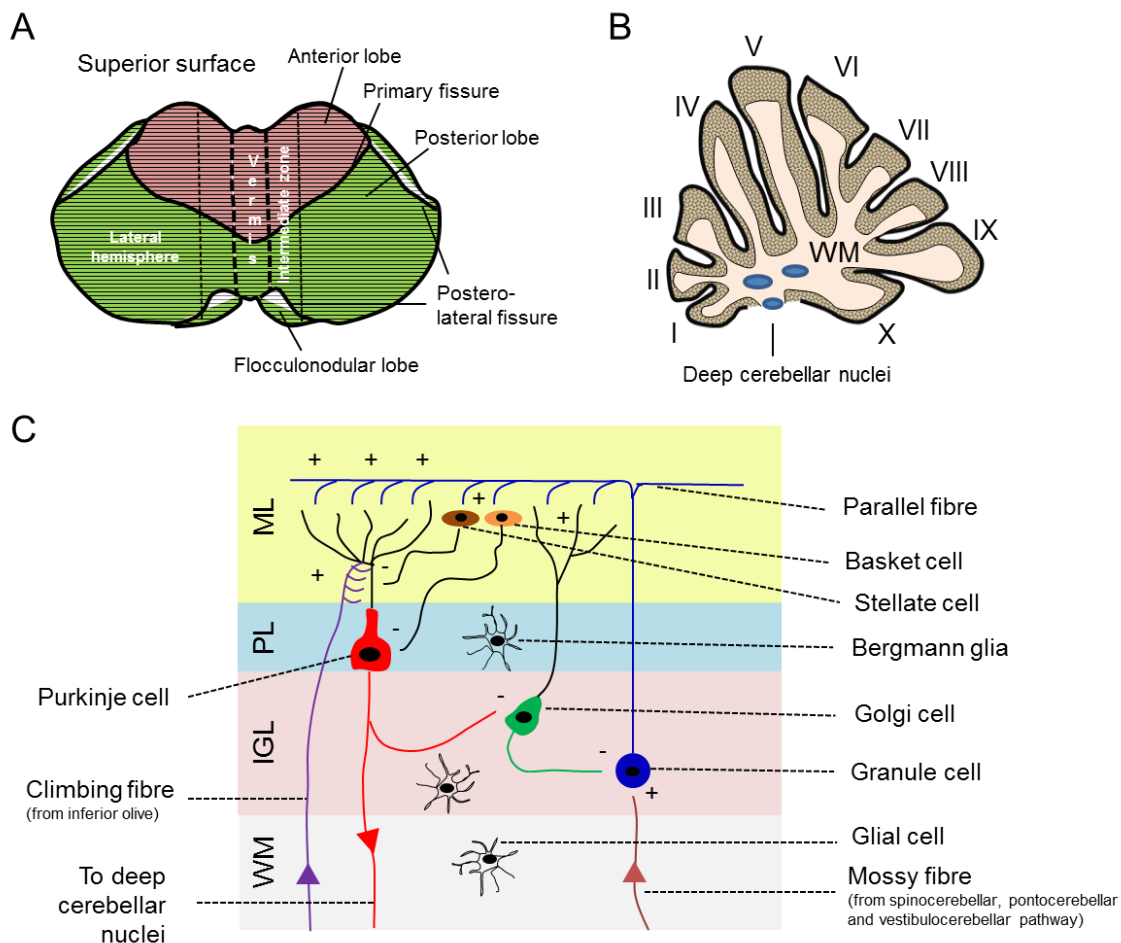 A
Superior surface
Anterior lobe
Primary fissure
Posterior lobe
Vermis
Intermediate zone
Lateral
hemisphere
Postero-
lateral fissure
Flocculonodular lobe
B
I
II
III
IV
V
VI
VII
VIII
IX
X
WM
Deep cerebellar nuclei
C
ML
PL
IGL
WM
+
+
+
+
+
+
-
-
-
-
+
Parallel fibre
Basket cell
Stellate cell
Bergmann glia
Golgi cell
Granule cell
Glial cell
Mossy fibre
(from spinocerebellar, pontocerebellar
and vestibulocerebellar pathway)
Purkinje cell
Climbing fibre
(from inferior olive)
To deep
cerebellar
nuclei